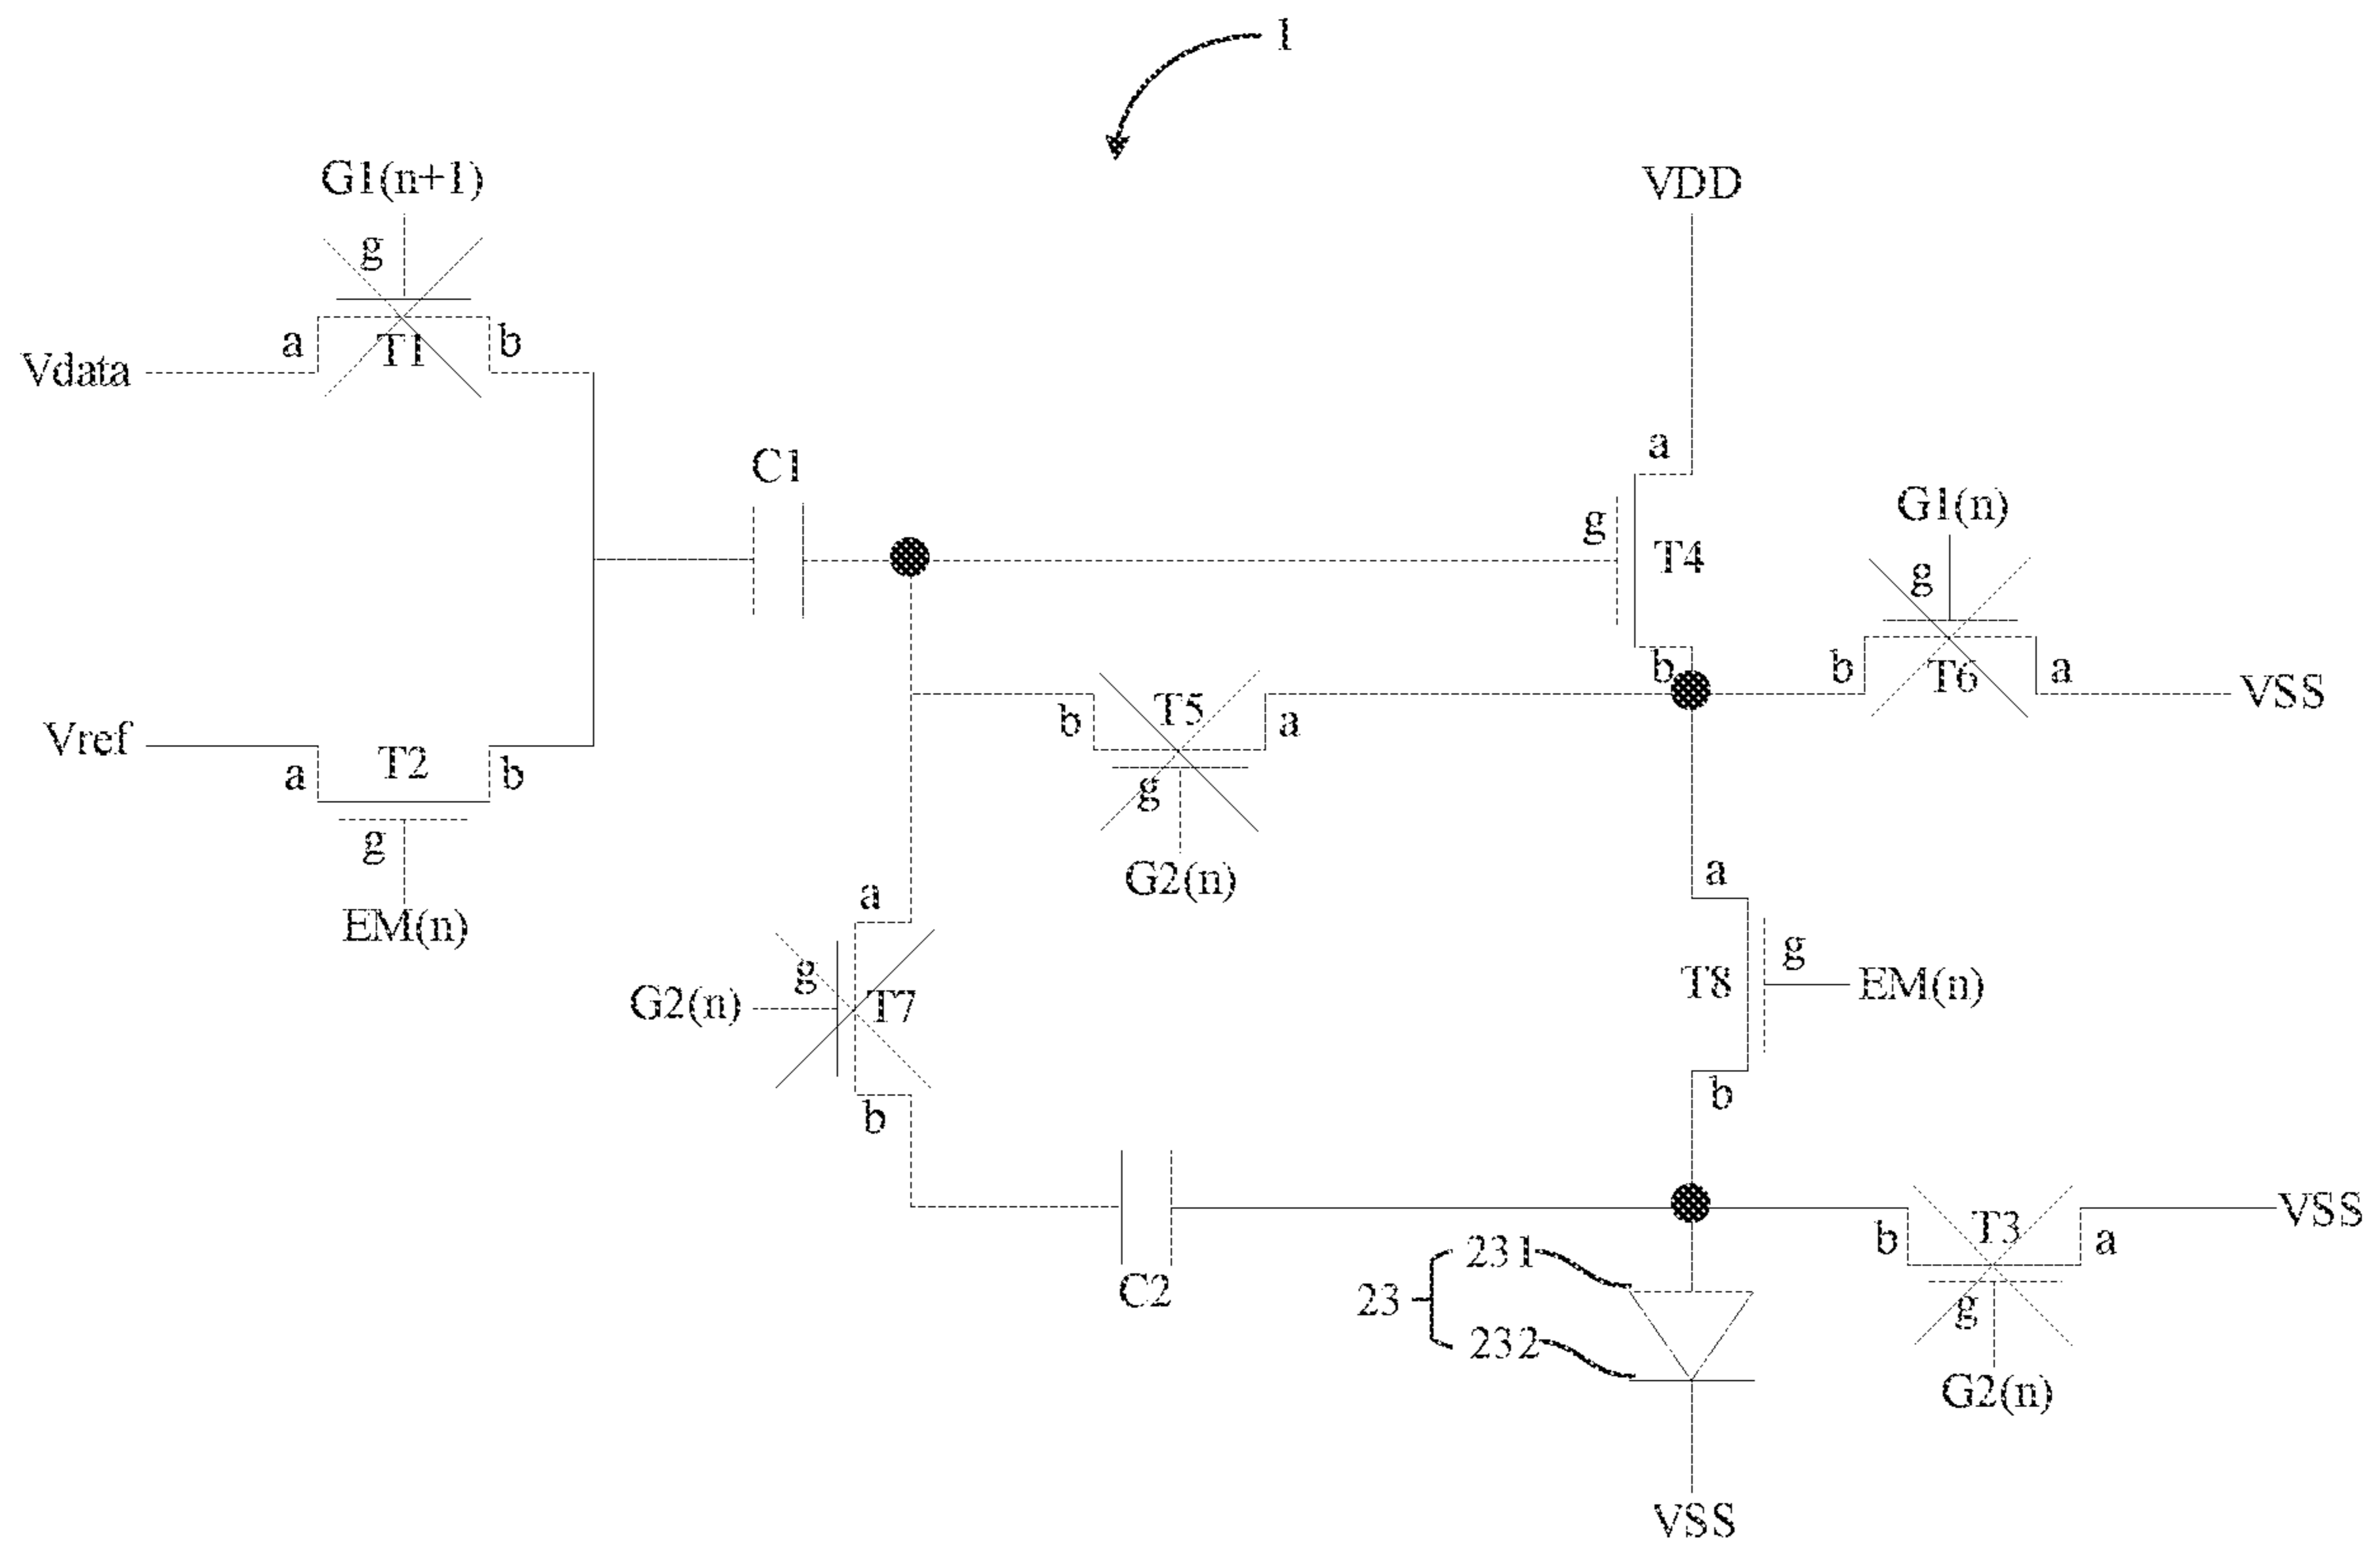 1
G1(n+1)
VDD
g
a T1 b
Vdata
C1
a
g T4
b
G1(n)
g
b T6 a
VSS
Vref
a T2 b
g
EM(n)
b T5 a
g
G2(n)
a
g T7
G2(n)
b
a
T8 g EM(n)
b
C2
b T3 a
VSS
g
G2(n)
23 231
232
VSS